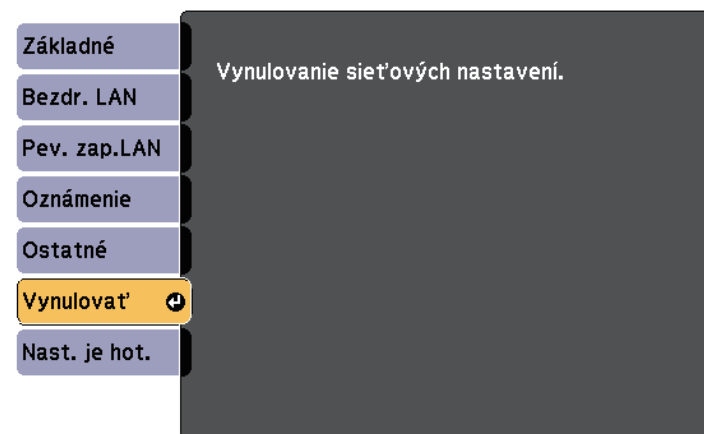 Základné
Bezdr. LAN
Pev. zap.LAN
Oznámenie
Ostatné
Vynulovať
Nast. je hot.
Vynulovanie sieťových nastavení.